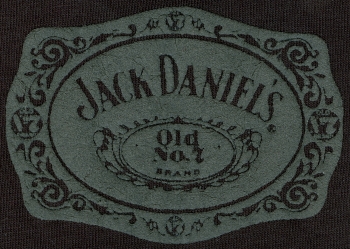 JACK DANIEL'S
®
Old
No. 7
BRAND